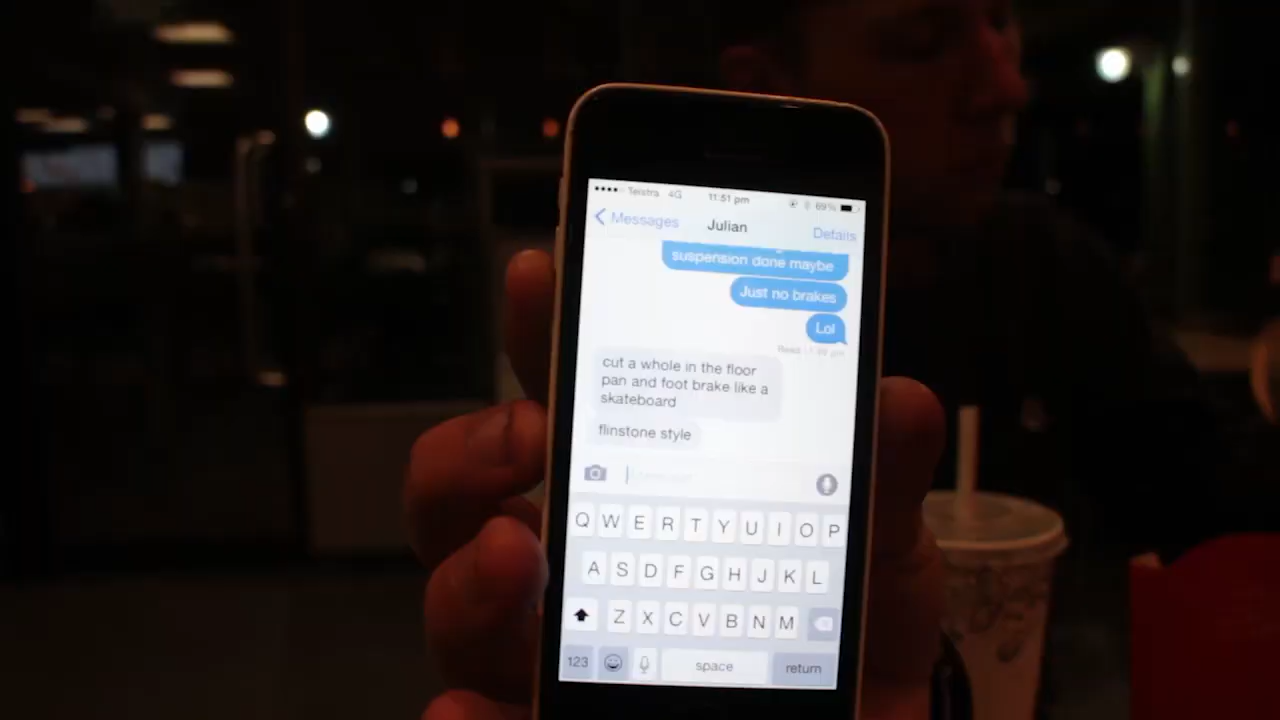 Telstra 4G 11:51 pm 69%
Messages Julian Details
suspension done maybe
Just no brakes
Lol
Read
cut a whole in the floor
pan and foot brake like a
skateboard
flinstone style
Q W E R T Y U I O P
A S D F G H J K L
Z X C V B N M
123 space return